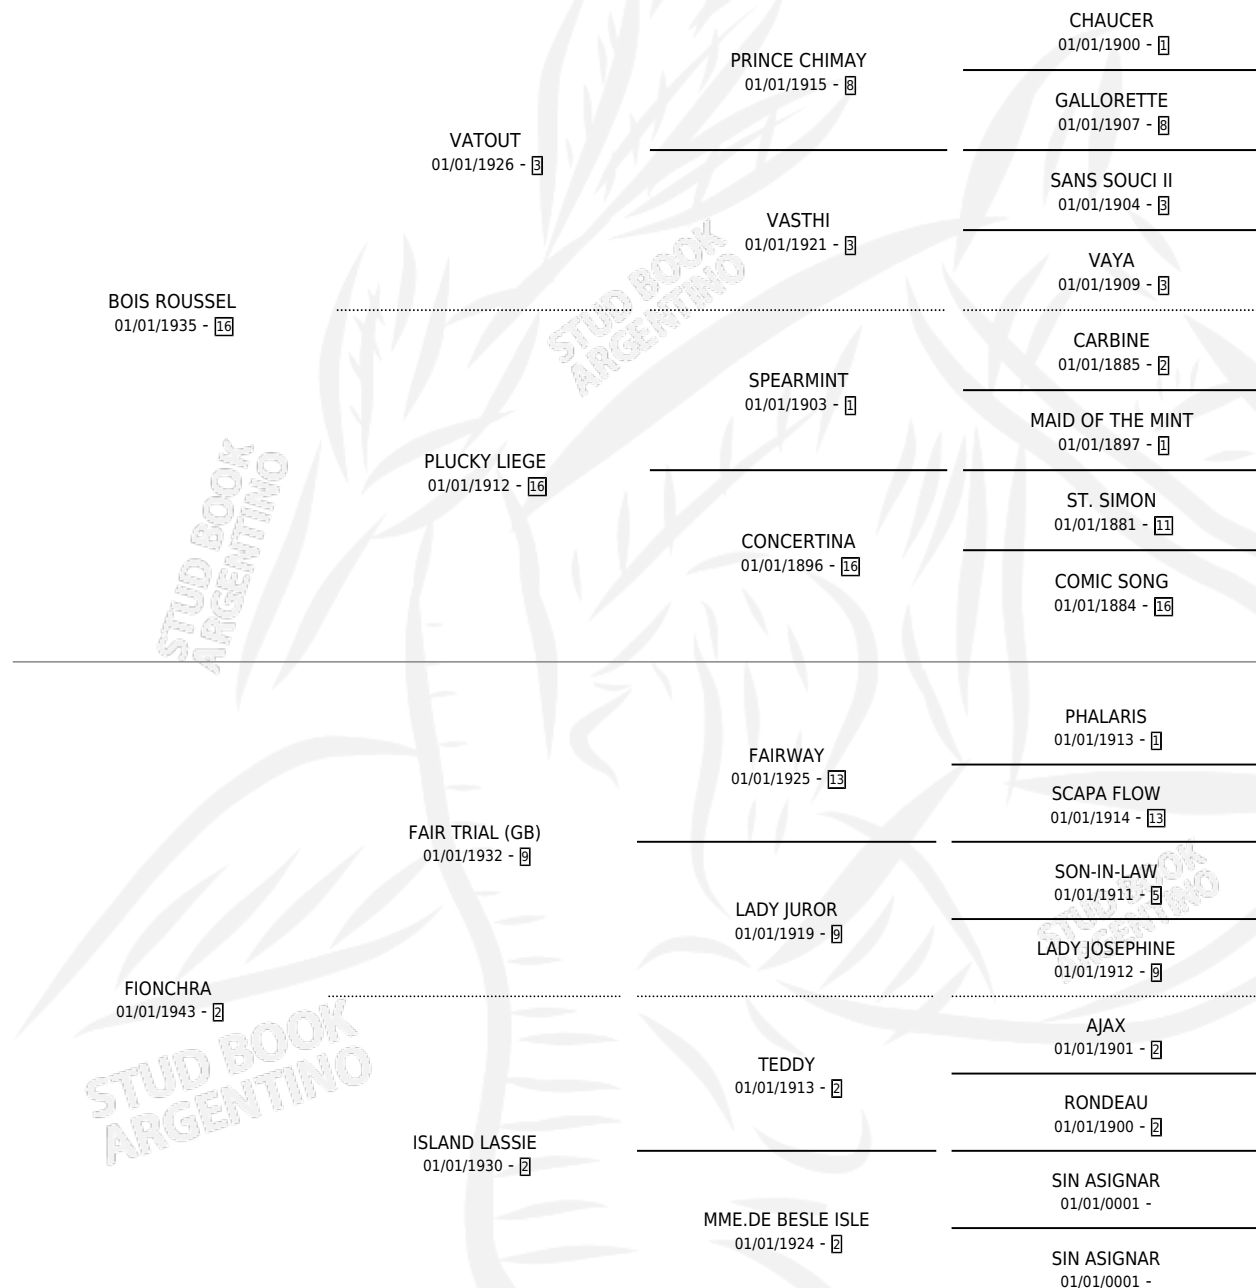 CHAUCER
01/01/1900 - 1
PRINCE CHIMAY
01/01/1915 - 8
GALLORETTE
01/01/1907 - 8
VATOUT
01/01/1926 - 3
SANS SOUCI II
01/01/1904 - 3
VASTHI
01/01/1921 - 3
VAYA
01/01/1909 - 3
BOIS ROUSSEL
01/01/1935 - 16
CARBINE
01/01/1885 - 2
SPEARMINT
01/01/1903 - 1
MAID OF THE MINT
01/01/1897 - 1
PLUCKY LIEGE
01/01/1912 - 16
ST. SIMON
01/01/1881 - 11
CONCERTINA
01/01/1896 - 16
COMIC SONG
01/01/1884 - 16
PHALARIS
01/01/1913 - 1
FAIRWAY
01/01/1925 - 13
SCAPA FLOW
01/01/1914 - 13
FAIR TRIAL (GB)
01/01/1932 - 9
SON-IN-LAW
01/01/1911 - 5
LADY JUROR
01/01/1919 - 9
LADY JOSEPHINE
01/01/1912 - 9
FIONCHRA
01/01/1943 - 2
AJAX
01/01/1901 - 2
TEDDY
01/01/1913 - 2
RONDEAU
01/01/1900 - 2
ISLAND LASSIE
01/01/1930 - 2
SIN ASIGNAR
01/01/0001 -
MME.DE BESLE ISLE
01/01/1924 - 2
SIN ASIGNAR
01/01/0001 -
STUD BOOK
ARGENTINO
STUD BOOK
ARGENTINO
STUD BOOK
ARGENTINO
STUD BOOK
ARGENTINO